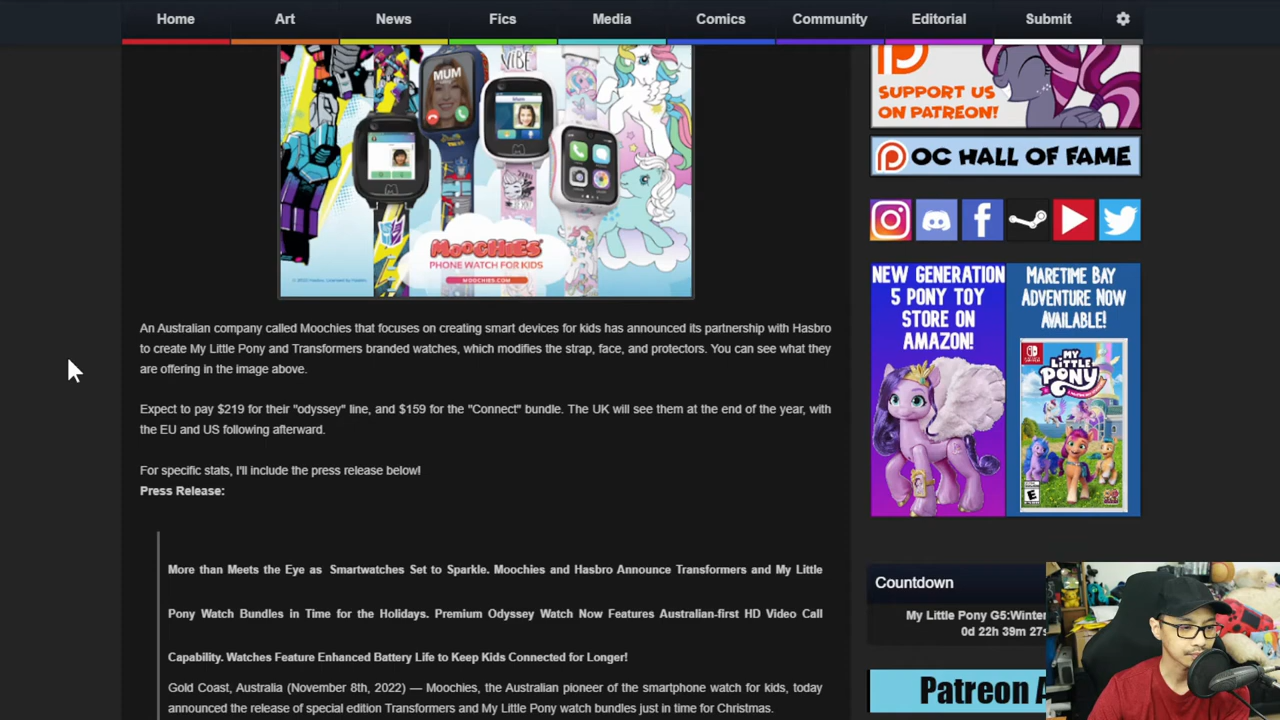 Home Art News Fics Media Comics Community Editorial Submit
VIBE
MUM
MOOCHIES
PHONE WATCH FOR KIDS
MOOCHIES.COM
SUPPORT US
ON PATREON!
OC HALL OF FAME
NEW GENERATION
5 PONY TOY
STORE ON
AMAZON!
MARETIME BAY
ADVENTURE NOW
AVAILABLE!
MY LITTLE PONY
An Australian company called Moochies that focuses on creating smart devices for kids has announced its partnership with Hasbro
to create My Little Pony and Transformers branded watches, which modifies the strap, face, and protectors. You can see what they
are offering in the image above.
Expect to pay $219 for their "odyssey" line, and $159 for the "Connect" bundle. The UK will see them at the end of the year, with
the EU and US following afterward.
For specific stats, I'll include the press release below!
Press Release:
More than Meets the Eye as Smartwatches Set to Sparkle. Moochies and Hasbro Announce Transformers and My Little
Pony Watch Bundles in Time for the Holidays. Premium Odyssey Watch Now Features Australian-first HD Video Call
Capability. Watches Feature Enhanced Battery Life to Keep Kids Connected for Longer!
Gold Coast, Australia (November 8th, 2022) — Moochies, the Australian pioneer of the smartphone watch for kids, today
announced the release of special edition Transformers and My Little Pony watch bundles just in time for Christmas.
Countdown
My Little Pony G5:Winter
0d 22h 39m 27s
Patreon A